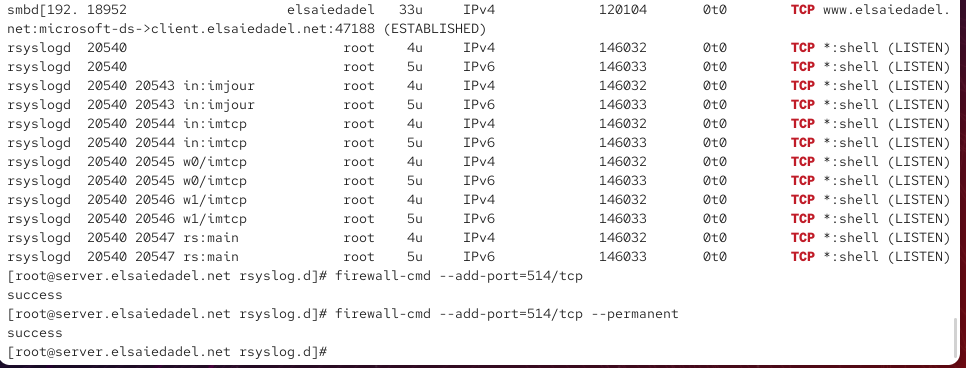 smbd[192. 18952 elsaiedadel 33u IPv4 120104 0t0 TCP www.elsaiedadel.
net:microsoft-ds->client.elsaiedadel.net:47188 (ESTABLISHED)
rsyslogd 20540 root 4u IPv4 146032 0t0 TCP *:shell (LISTEN)
rsyslogd 20540 root 5u IPv6 146033 0t0 TCP *:shell (LISTEN)
rsyslogd 20540 20543 in:imjour root 4u IPv4 146032 0t0 TCP *:shell (LISTEN)
rsyslogd 20540 20543 in:imjour root 5u IPv6 146033 0t0 TCP *:shell (LISTEN)
rsyslogd 20540 20544 in:imtcp root 4u IPv4 146032 0t0 TCP *:shell (LISTEN)
rsyslogd 20540 20544 in:imtcp root 5u IPv6 146033 0t0 TCP *:shell (LISTEN)
rsyslogd 20540 20545 w0/imtcp root 4u IPv4 146032 0t0 TCP *:shell (LISTEN)
rsyslogd 20540 20545 w0/imtcp root 5u IPv6 146033 0t0 TCP *:shell (LISTEN)
rsyslogd 20540 20546 w1/imtcp root 4u IPv4 146032 0t0 TCP *:shell (LISTEN)
rsyslogd 20540 20546 w1/imtcp root 5u IPv6 146033 0t0 TCP *:shell (LISTEN)
rsyslogd 20540 20547 rs:main root 4u IPv4 146032 0t0 TCP *:shell (LISTEN)
rsyslogd 20540 20547 rs:main root 5u IPv6 146033 0t0 TCP *:shell (LISTEN)
[root@server.elsaiedadel.net rsyslog.d]# firewall-cmd --add-port=514/tcp
success
[root@server.elsaiedadel.net rsyslog.d]# firewall-cmd --add-port=514/tcp --permanent
success
[root@server.elsaiedadel.net rsyslog.d]#